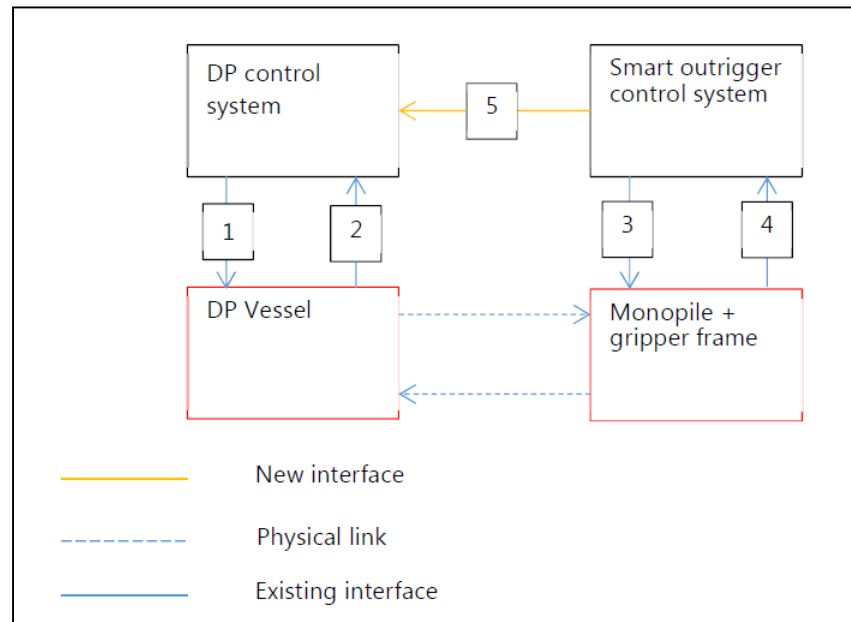 DP control
system
Smart outrigger
control system
5
1
2
3
4
DP Vessel
Monopile +
gripper frame
New interface
Physical link
Existing interface